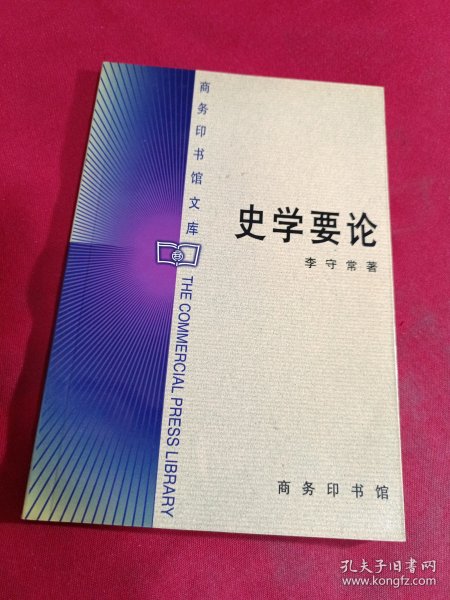 商务印书馆文库
THE COMMERCIAL PRESS LIBRARY
史学要论
李守常著
商务印书馆
孔夫子旧书网
www.kongfz.com